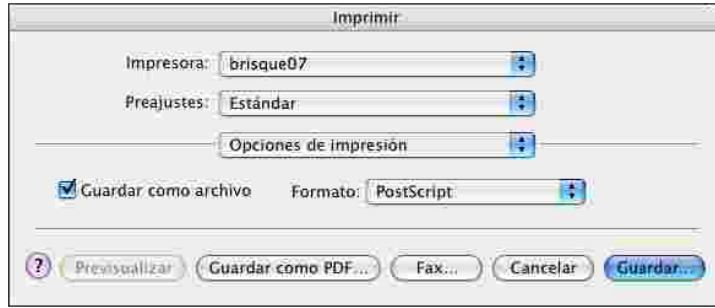 Imprimir
Impresora: brisque07
Preajustes: Estándar
Opciones de impresión
Guardar como archivo Formato: PostScript
? Previsualizar Guardar como PDF... Fax... Cancelar Guardar...